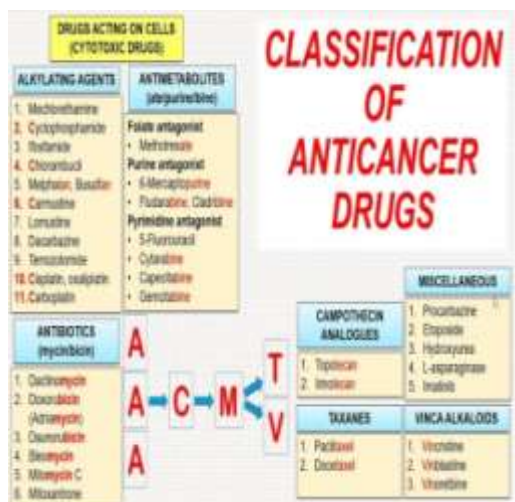 DRUGS ACTING ON CELLS
(CYTOTOXIC DRUGS)
CLASSIFICATION
OF
ANTICANCER
DRUGS
ALKYLATING AGENTS
1. Mechlorethamine
2. Cyclophosphamide
3. Ifosfamide
4. Chlorambucil
5. Melphalan, Busulfan
6. Carmustine
7. Lomustine
8. Dacarbazine
9. Temozolomide
10. Cisplatin, oxaliplatin
11. Carboplatin
ANTIMETABOLITES
(ate/purine/bine)
Folate antagonist
• Methotrexate
Purine antagonist
• 6-Mercaptopurine
• Fludarabine, Cladribine
Pyrimidine antagonist
• 5-Fluorouracil
• Cytarabine
• Capecitabine
• Gemcitabine
ANTIBIOTICS
(mycin/bicin)
1. Dactinomycin
2. Doxorubicin
(Adriamycin)
3. Daunorubicin
4. Bleomycin
5. Mitomycin C
6. Mitoxantrone
A
A
A
C
M
T
V
CAMPOTHECIN
ANALOGUES
1. Topotecan
2. Irinotecan
MISCELLANEOUS
1. Procarbazine
2. Etoposide
3. Hydroxyurea
4. L-asparaginase
5. Imatinib
TAXANES
1. Paclitaxel
2. Docetaxel
VINCA ALKALOIDS
1. Vincristine
2. Vinblastine
3. Vinorelbine